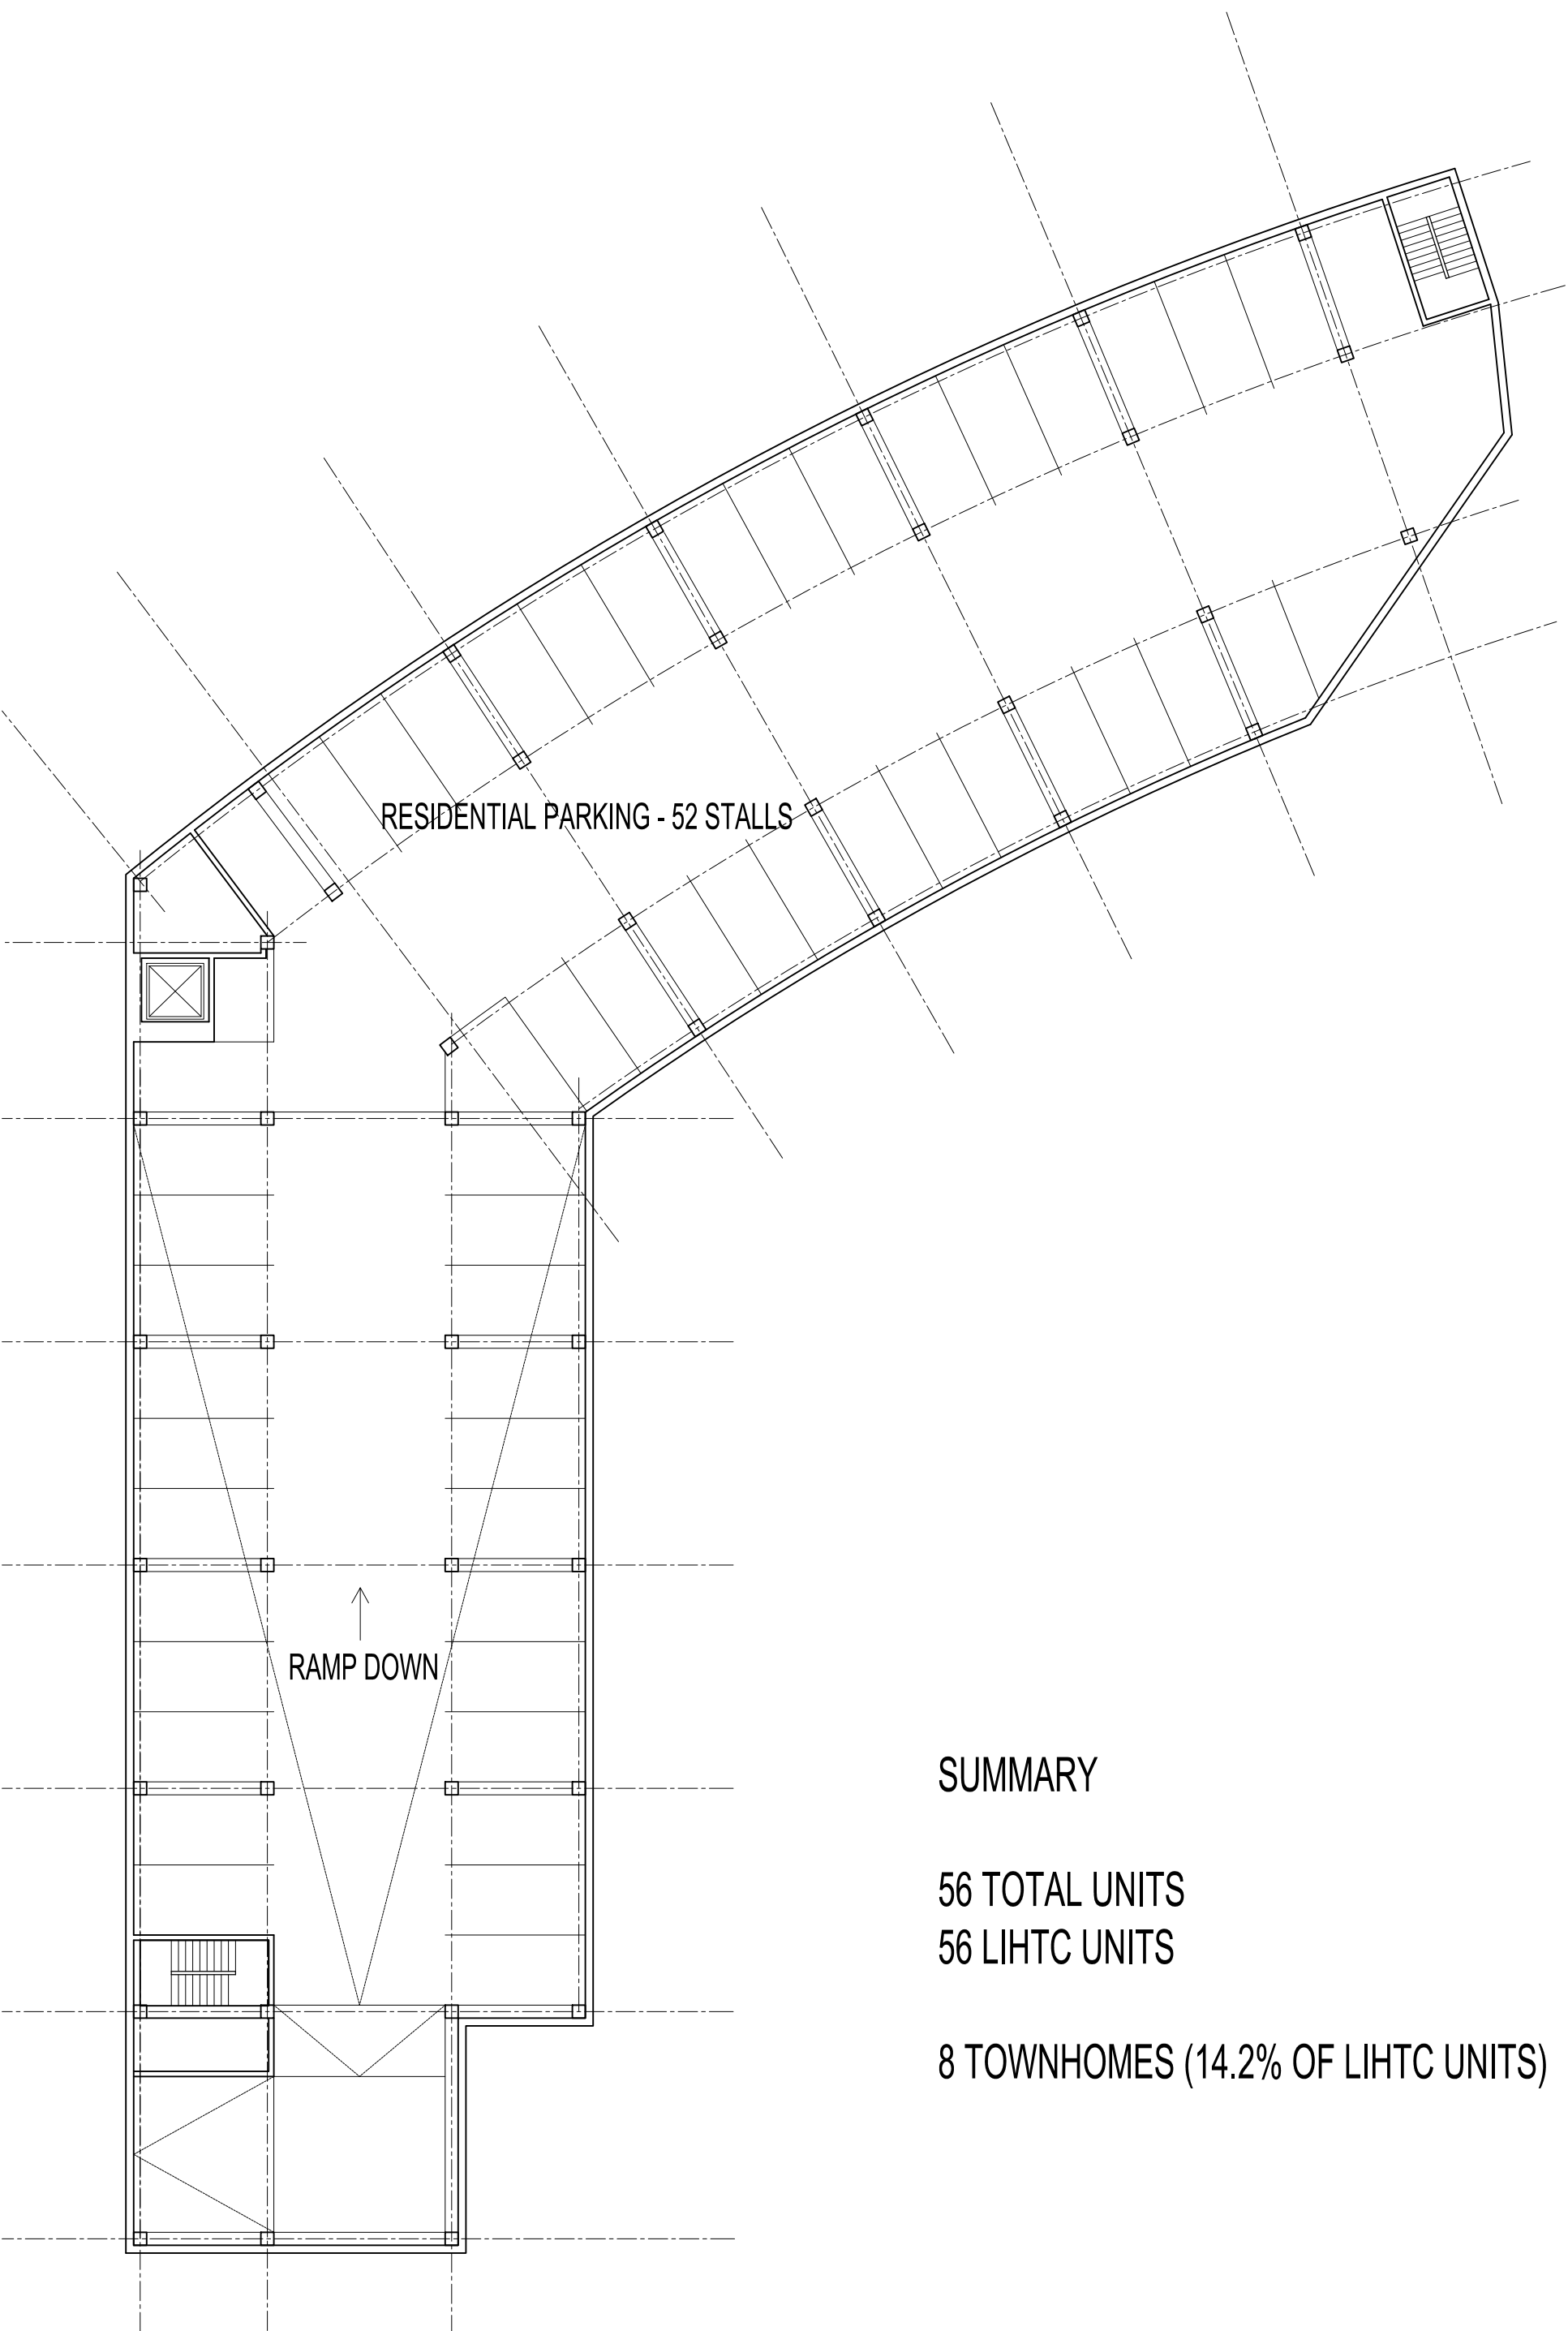 RESIDENTIAL PARKING - 52 STALLS
RAMP DOWN
SUMMARY
56 TOTAL UNITS
56 LIHTC UNITS
8 TOWNHOMES (14.2% OF LIHTC UNITS)